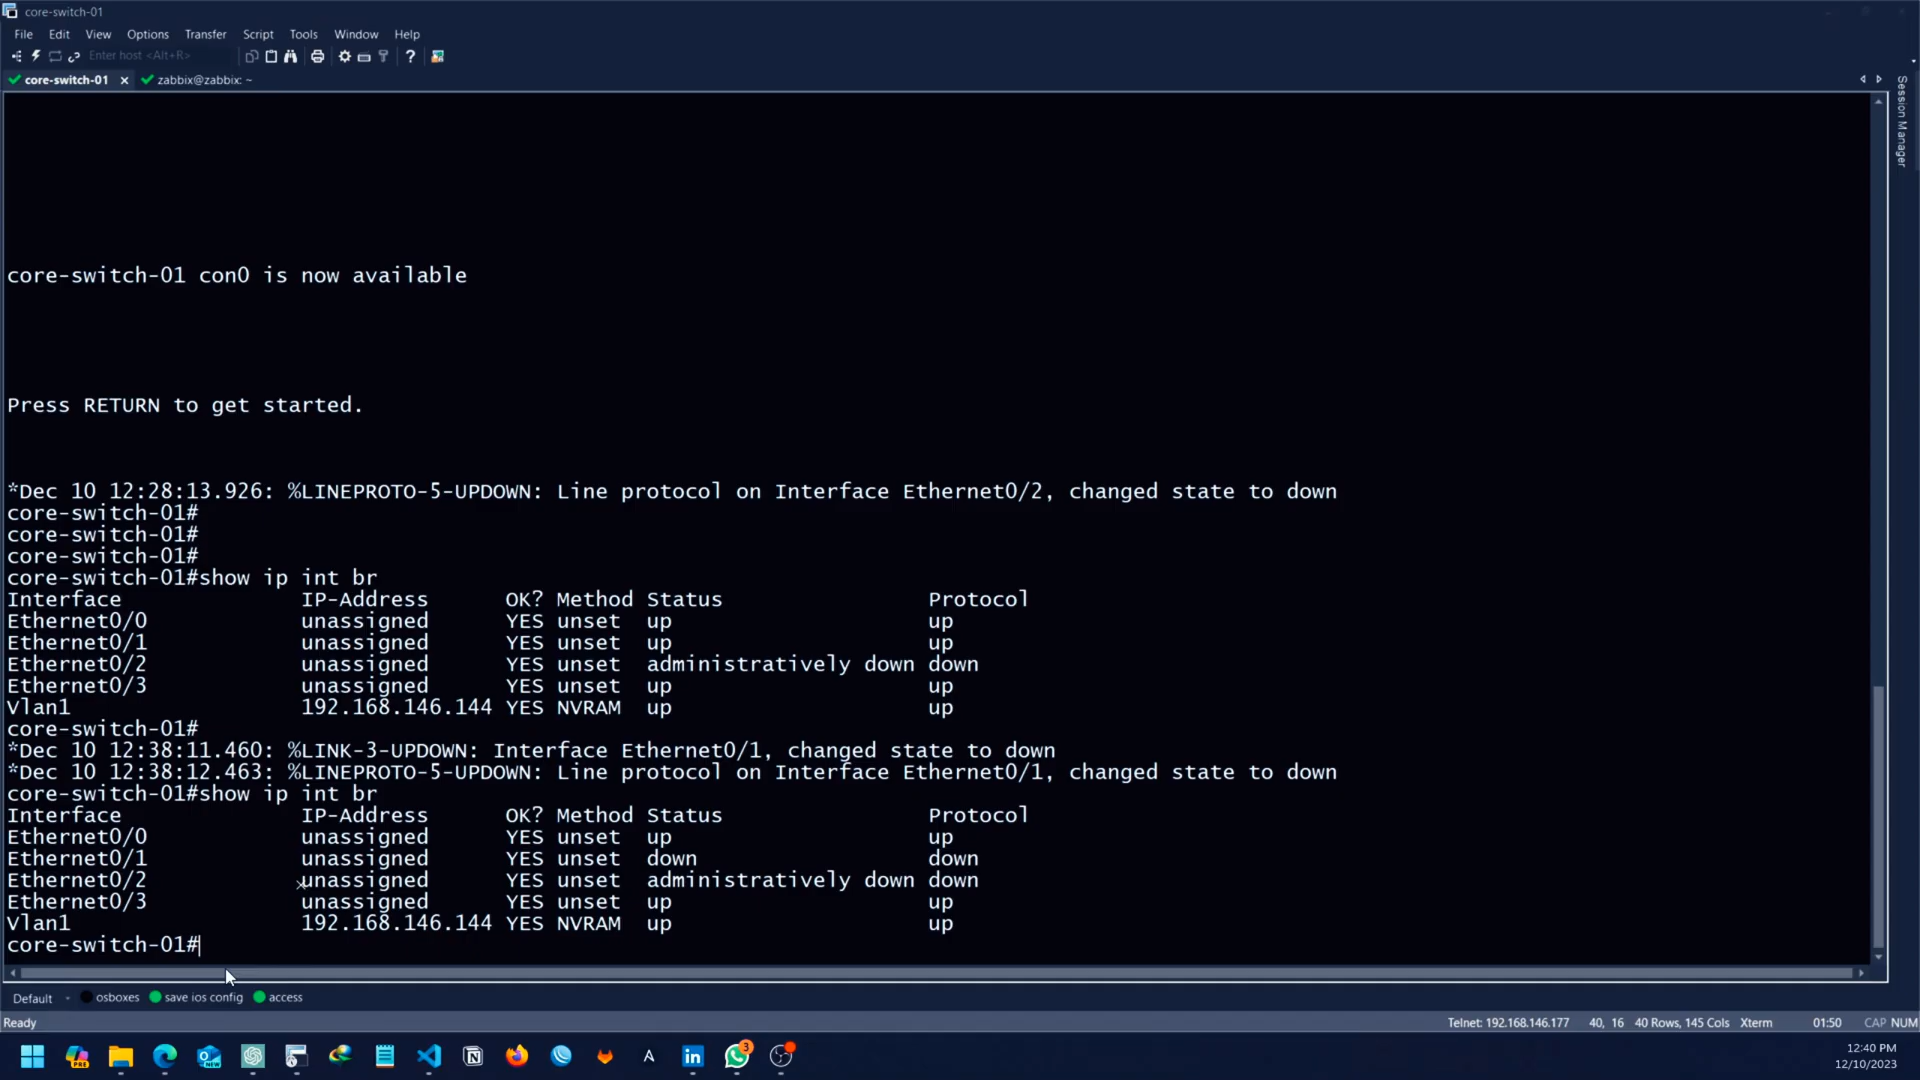 core-switch-01
File Edit View Options Transfer Script Tools Window Help
Enter host <Alt+R>
core-switch-01 zabbix@zabbix: ~
Session Manager
core-switch-01 con0 is now available
Press RETURN to get started.
*Dec 10 12:28:13.926: %LINEPROTO-5-UPDOWN: Line protocol on Interface Ethernet0/2, changed state to down
core-switch-01#
core-switch-01#
core-switch-01#
core-switch-01#show ip int br
Interface IP-Address OK? Method Status Protocol
Ethernet0/0 unassigned YES unset up up
Ethernet0/1 unassigned YES unset up up
Ethernet0/2 unassigned YES unset administratively down down
Ethernet0/3 unassigned YES unset up up
Vlan1 192.168.146.144 YES NVRAM up up
core-switch-01#
*Dec 10 12:38:11.460: %LINK-3-UPDOWN: Interface Ethernet0/1, changed state to down
*Dec 10 12:38:12.463: %LINEPROTO-5-UPDOWN: Line protocol on Interface Ethernet0/1, changed state to down
core-switch-01#show ip int br
Interface IP-Address OK? Method Status Protocol
Ethernet0/0 unassigned YES unset up up
Ethernet0/1 unassigned YES unset down down
Ethernet0/2 unassigned YES unset administratively down down
Ethernet0/3 unassigned YES unset up up
Vlan1 192.168.146.144 YES NVRAM up up
core-switch-01#
Default osboxes save ios config access
Ready Telnet: 192.168.146.177 40, 16 40 Rows, 145 Cols Xterm 01:50 CAP NUM
PRE NEW A in 3
12:40 PM
12/10/2023